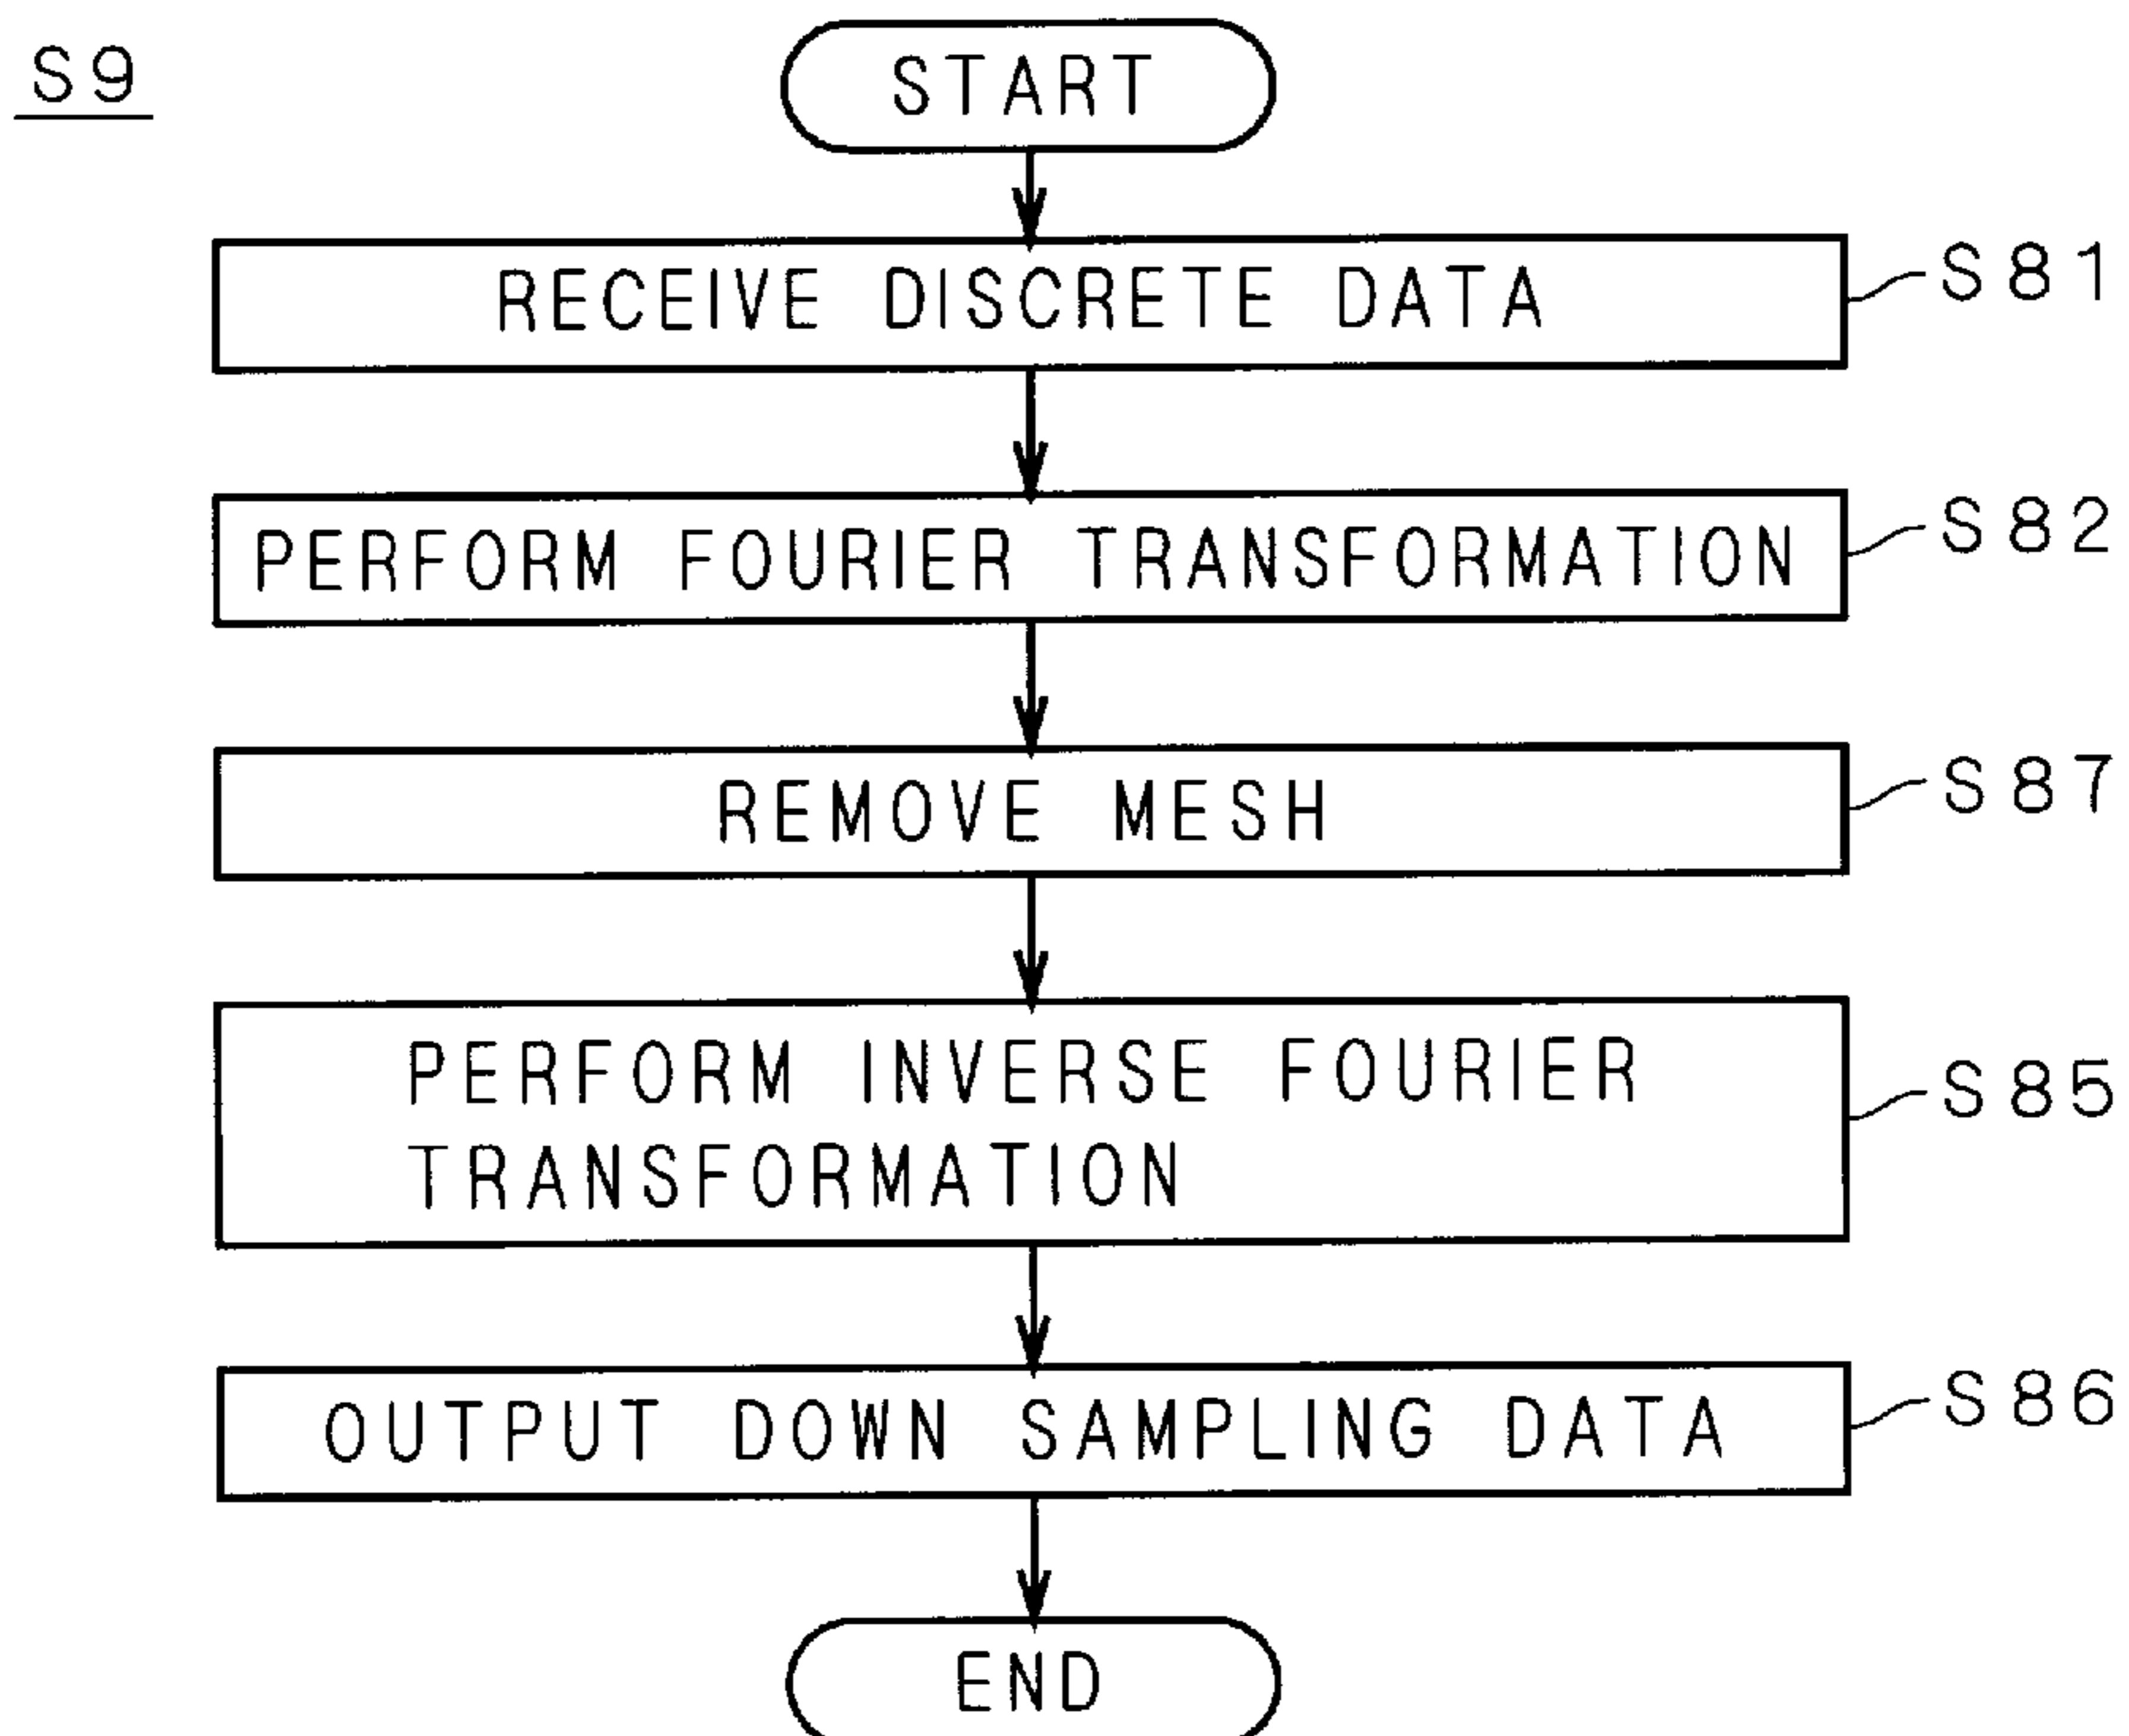 S9
START
RECEIVE DISCRETE DATA
S81
PERFORM FOURIER TRANSFORMATION
S82
REMOVE MESH
S87
PERFORM INVERSE FOURIER
TRANSFORMATION
S85
OUTPUT DOWN SAMPLING DATA
S86
END